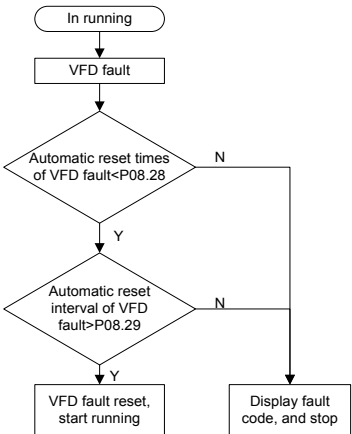 In running
VFD fault
Automatic reset times
of VFD fault<P08.28
N
Y
Automatic reset
interval of VFD
fault>P08.29
N
Y
VFD fault reset,
start running
Display fault
code, and stop